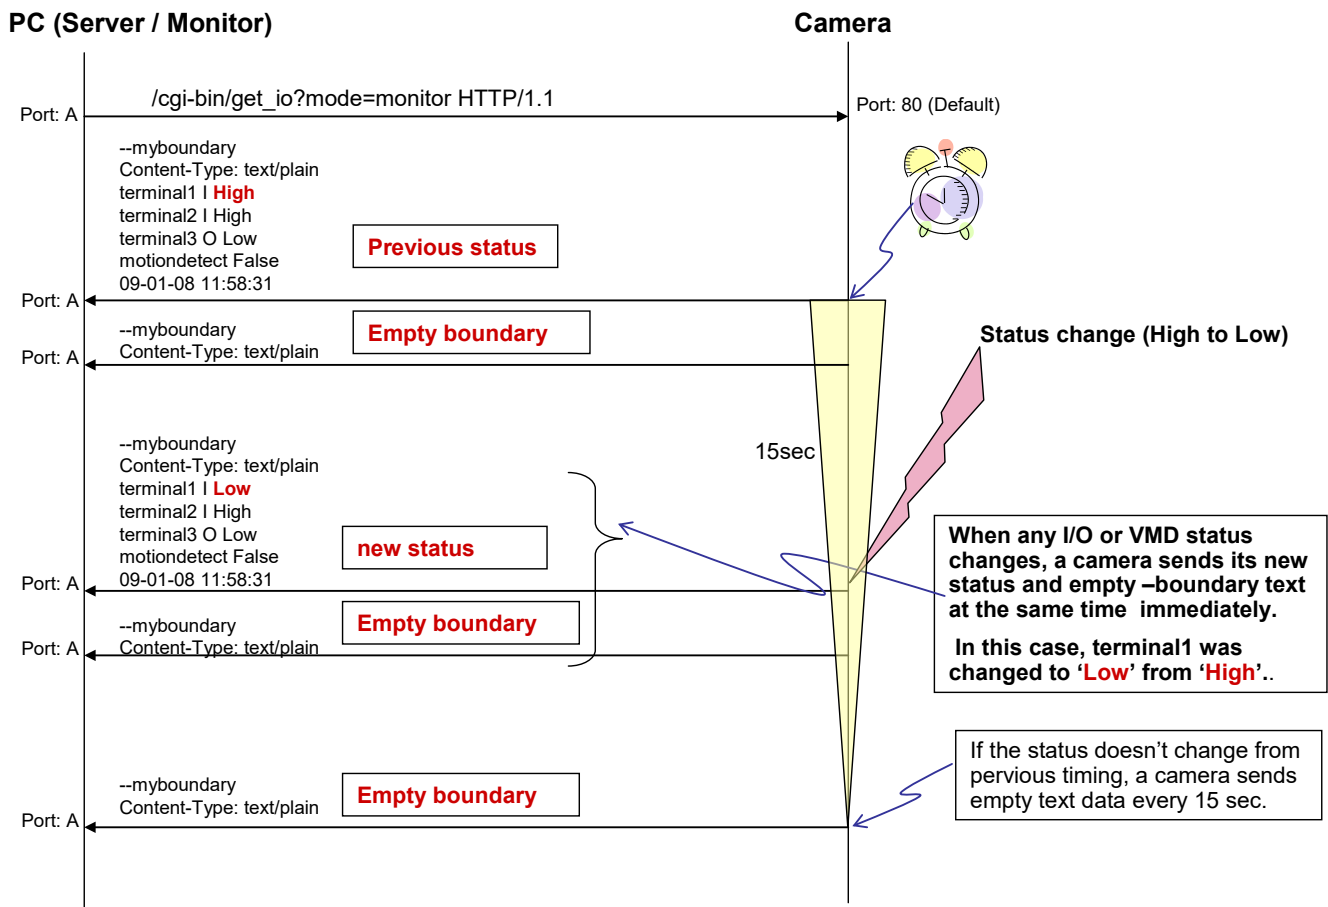 PC (Server / Monitor)
Camera
/cgi-bin/get_io?mode=monitor HTTP/1.1
Port: A
Port: 80 (Default)
--myboundary
Content-Type: text/plain
terminal1 I High
terminal2 I High
terminal3 O Low
motiondetect False
09-01-08 11:58:31
Previous status
Port: A
--myboundary
Content-Type: text/plain
Empty boundary
Port: A
Status change (High to Low)
15sec
--myboundary
Content-Type: text/plain
terminal1 I Low
terminal2 I High
terminal3 O Low
motiondetect False
09-01-08 11:58:31
new status
Port: A
When any I/O or VMD status
changes, a camera sends its new
status and empty –boundary text
at the same time  immediately.
In this case, terminal1 was
changed to ‘Low’ from ‘High’..
--myboundary
Content-Type: text/plain
Empty boundary
Port: A
If the status doesn’t change from
pervious timing, a camera sends
empty text data every 15 sec.
--myboundary
Content-Type: text/plain
Empty boundary
Port: A